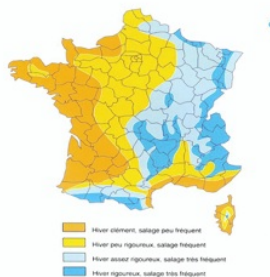 Hiver clément, salage peu fréquent
Hiver peu rigoureux, salage fréquent
Hiver assez rigoureux, salage très fréquent
Hiver rigoureux, salage très fréquent